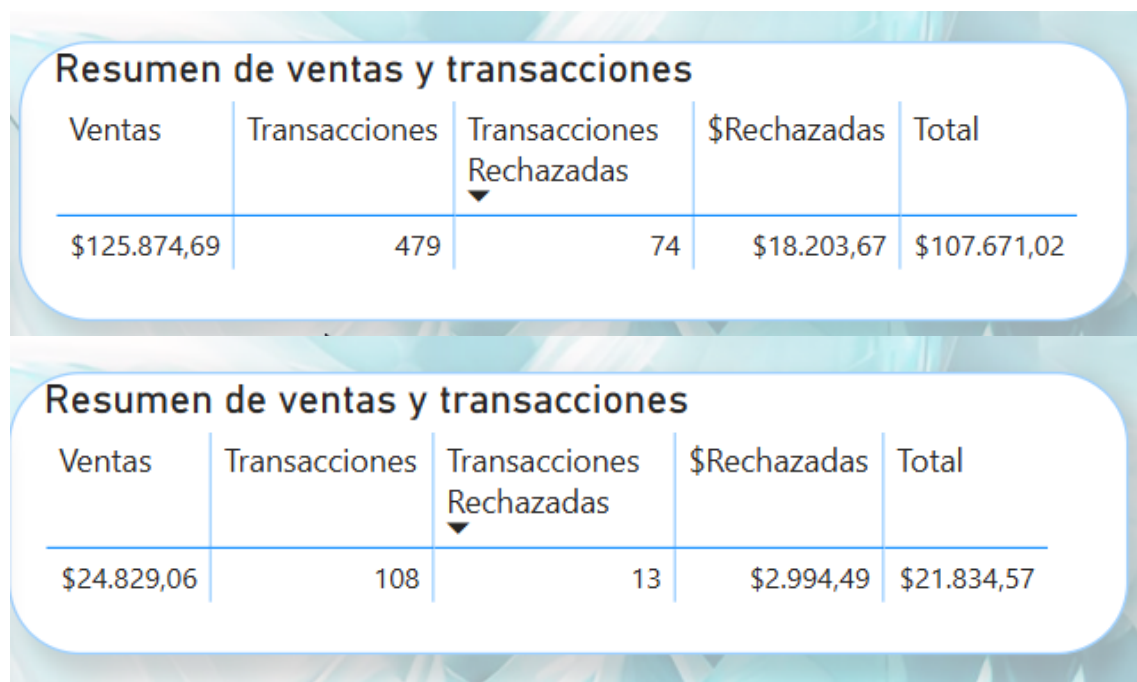 Resumen de ventas y transacciones
Ventas Transacciones Transacciones $Rechazadas Total
Rechazadas
$125.874,69 479 74 $18.203,67 $107.671,02
Resumen de ventas y transacciones
Ventas Transacciones Transacciones $Rechazadas Total
Rechazadas
$24.829,06 108 13 $2.994,49 $21.834,57